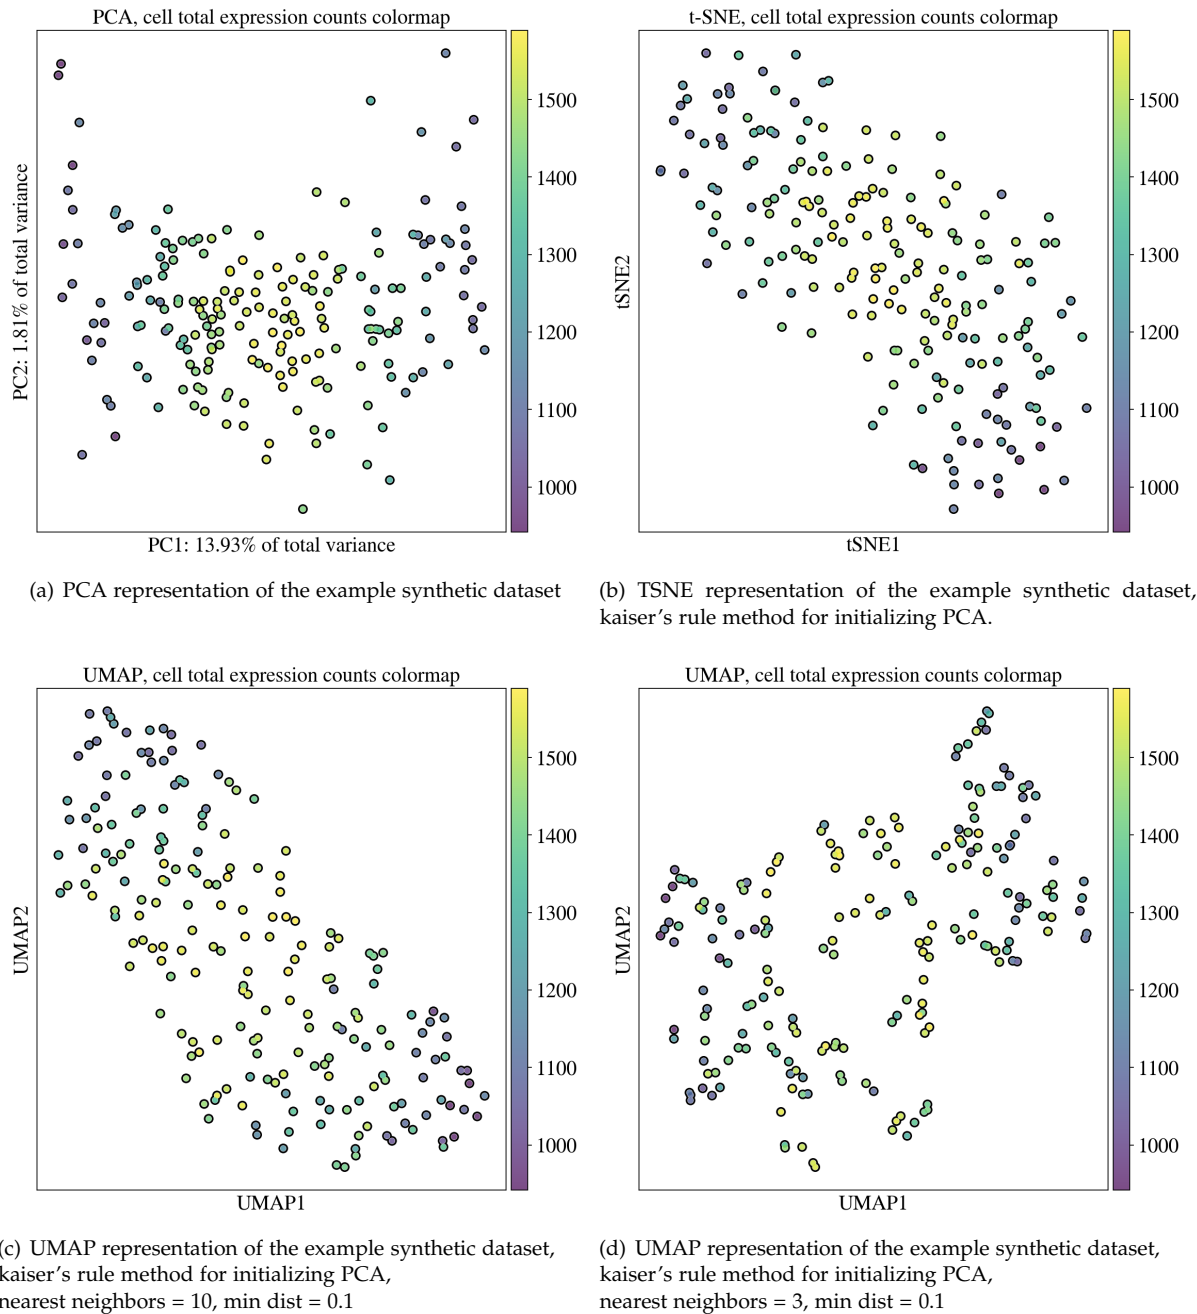 PCA, cell total expression counts colormap
1500
1400
1300
1200
1100
1000
PC2: 1.81% of total variance
PC1: 13.93% of total variance
(a) PCA representation of the example synthetic dataset
t-SNE, cell total expression counts colormap
1500
1400
1300
1200
1100
1000
tSNE2
tSNE1
(b) TSNE representation of the example synthetic dataset,
kaiser's rule method for initializing PCA.
UMAP, cell total expression counts colormap
1500
1400
1300
1200
1100
1000
UMAP2
UMAP1
(c) UMAP representation of the example synthetic dataset,
kaiser's rule method for initializing PCA,
nearest neighbors = 10, min dist = 0.1
UMAP, cell total expression counts colormap
1500
1400
1300
1200
1100
1000
UMAP2
UMAP1
(d) UMAP representation of the example synthetic dataset,
kaiser's rule method for initializing PCA,
nearest neighbors = 3, min dist = 0.1